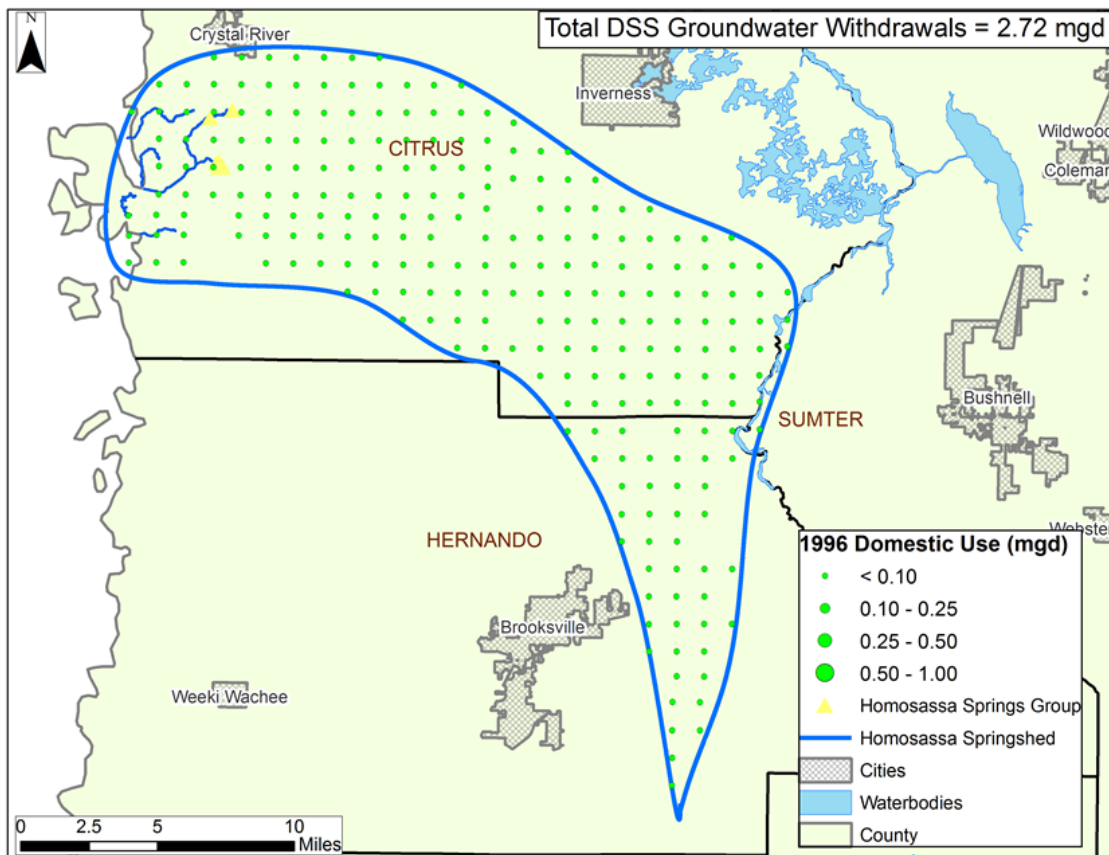 N
Crystal River
Total DSS Groundwater Withdrawals = 2.72 mgd
Inverness
CITRUS
Wildwood
Coleman
SUMTER
Bushnell
HERNANDO
Webster
Brooksville
Weeki Wachee
1996 Domestic Use (mgd)
< 0.10
0.10 - 0.25
0.25 - 0.50
0.50 - 1.00
Homosassa Springs Group
Homosassa Springshed
Cities
Waterbodies
County
0 2.5 5 10
Miles